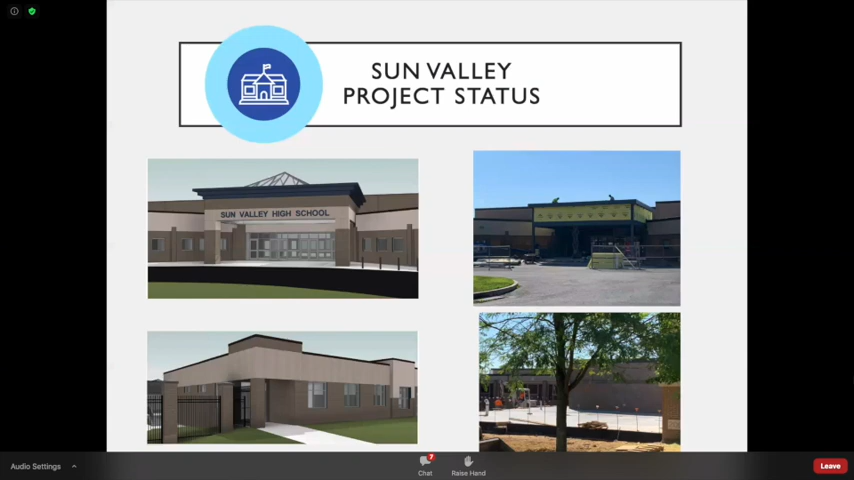 SUN VALLEY
PROJECT STATUS
SUN VALLEY HIGH SCHOOL
Audio Settings
7
Chat
Raise Hand
Leave